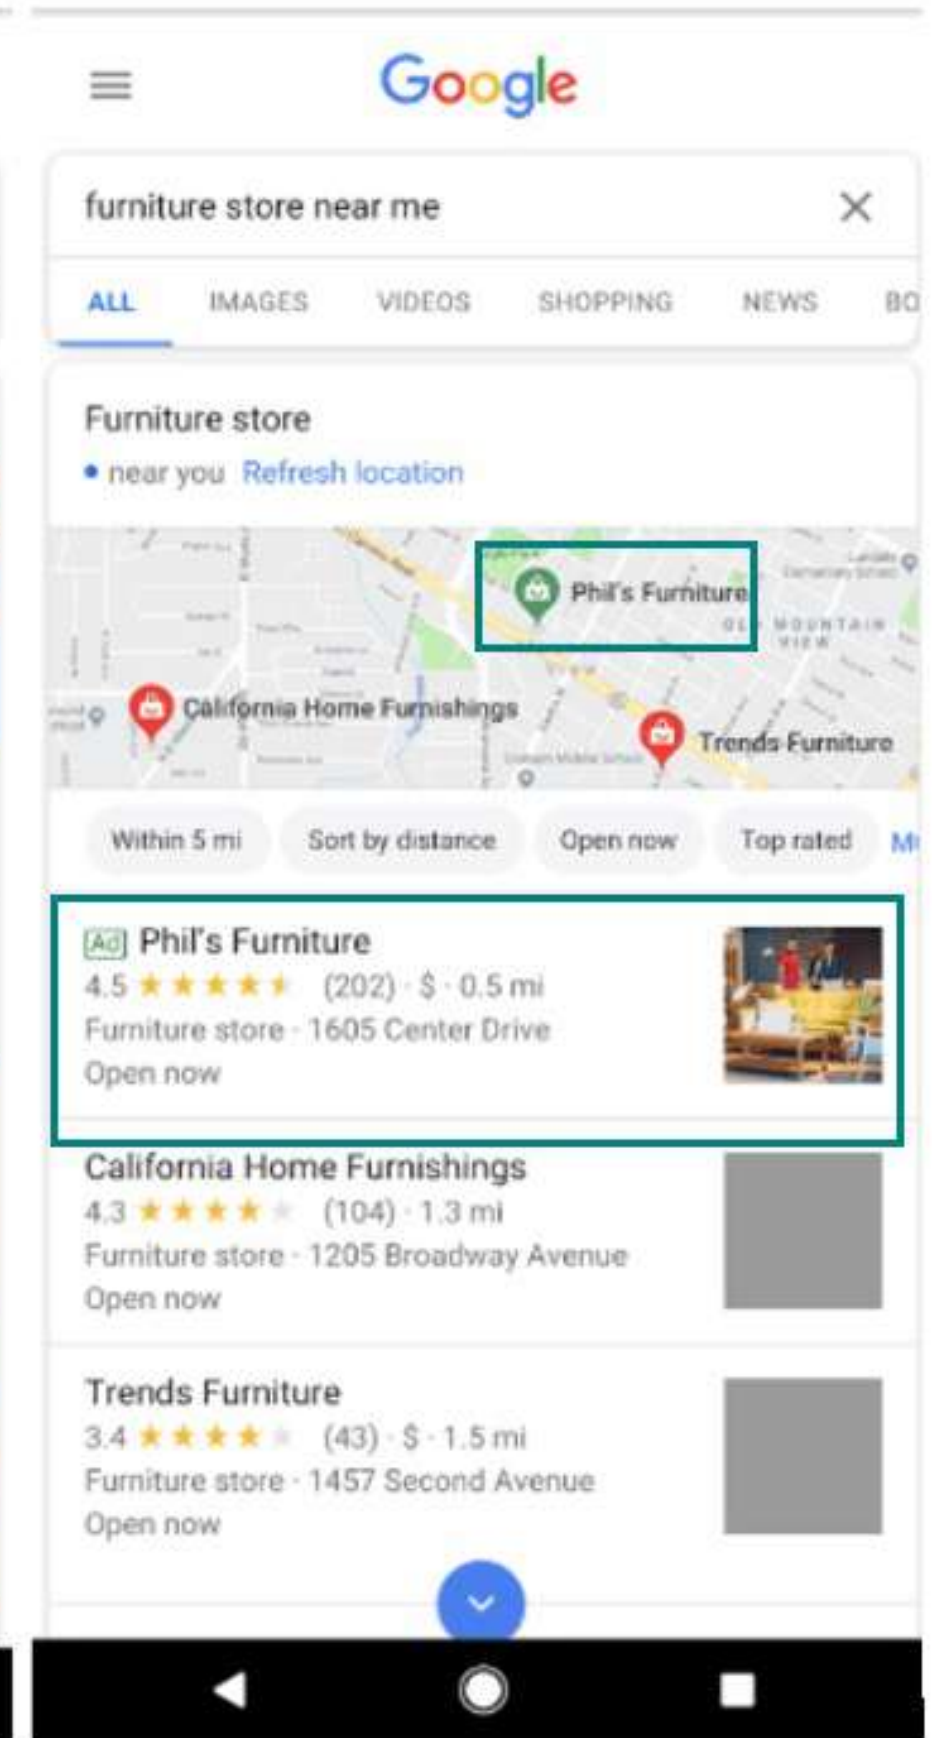 Google
furniture store near me
ALL IMAGES VIDEOS SHOPPING NEWS BO
Furniture store
near you Refresh location
Phil's Furniture
OLD MOUNTAIN
VIEW
California Home Furnishings
Trends Furniture
Within 5 mi Sort by distance Open now Top rated
Ad Phil's Furniture
4.5 (202) · $ · 0.5 mi
Furniture store · 1605 Center Drive
Open now
California Home Furnishings
4.3 (104) · 1.3 mi
Furniture store · 1205 Broadway Avenue
Open now
Trends Furniture
3.4 (43) · $ · 1.5 mi
Furniture store · 1457 Second Avenue
Open now